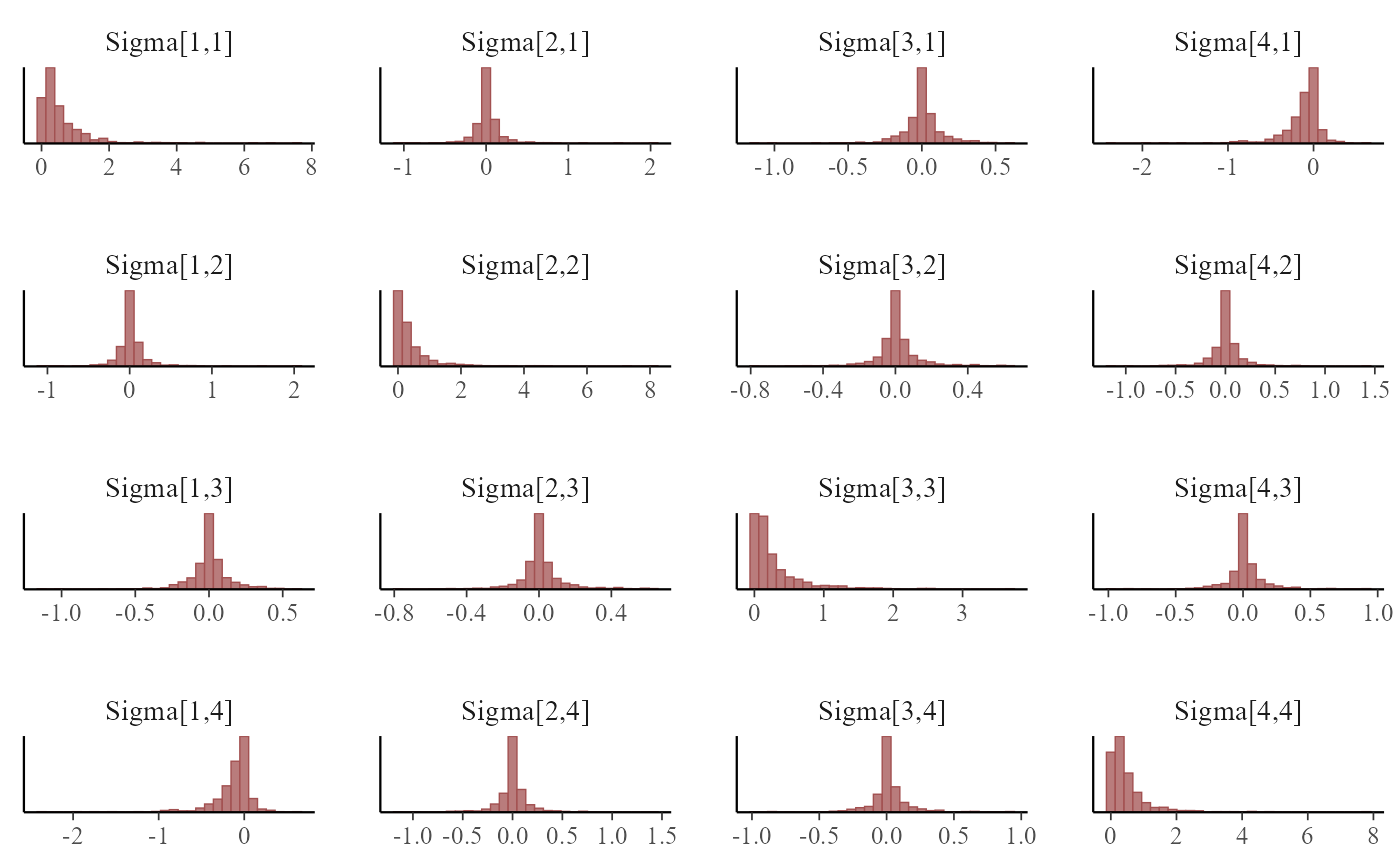 Sigma[1,1] Sigma[2,1] Sigma[3,1] Sigma[4,1]
0 2 4 6 8 -1 0 1 2 -1.0 -0.5 0.0 0.5 -2 -1 0
Sigma[1,2] Sigma[2,2] Sigma[3,2] Sigma[4,2]
-1 0 1 2 0 2 4 6 8 -0.8 -0.4 0.0 0.4 -1.0 -0.5 0.0 0.5 1.0 1.5
Sigma[1,3] Sigma[2,3] Sigma[3,3] Sigma[4,3]
-1.0 -0.5 0.0 0.5 -0.8 -0.4 0.0 0.4 0 1 2 3 -1.0 -0.5 0.0 0.5 1.0
Sigma[1,4] Sigma[2,4] Sigma[3,4] Sigma[4,4]
-2 -1 0 -1.0 -0.5 0.0 0.5 1.0 1.5 -1.0 -0.5 0.0 0.5 1.0 0 2 4 6 8